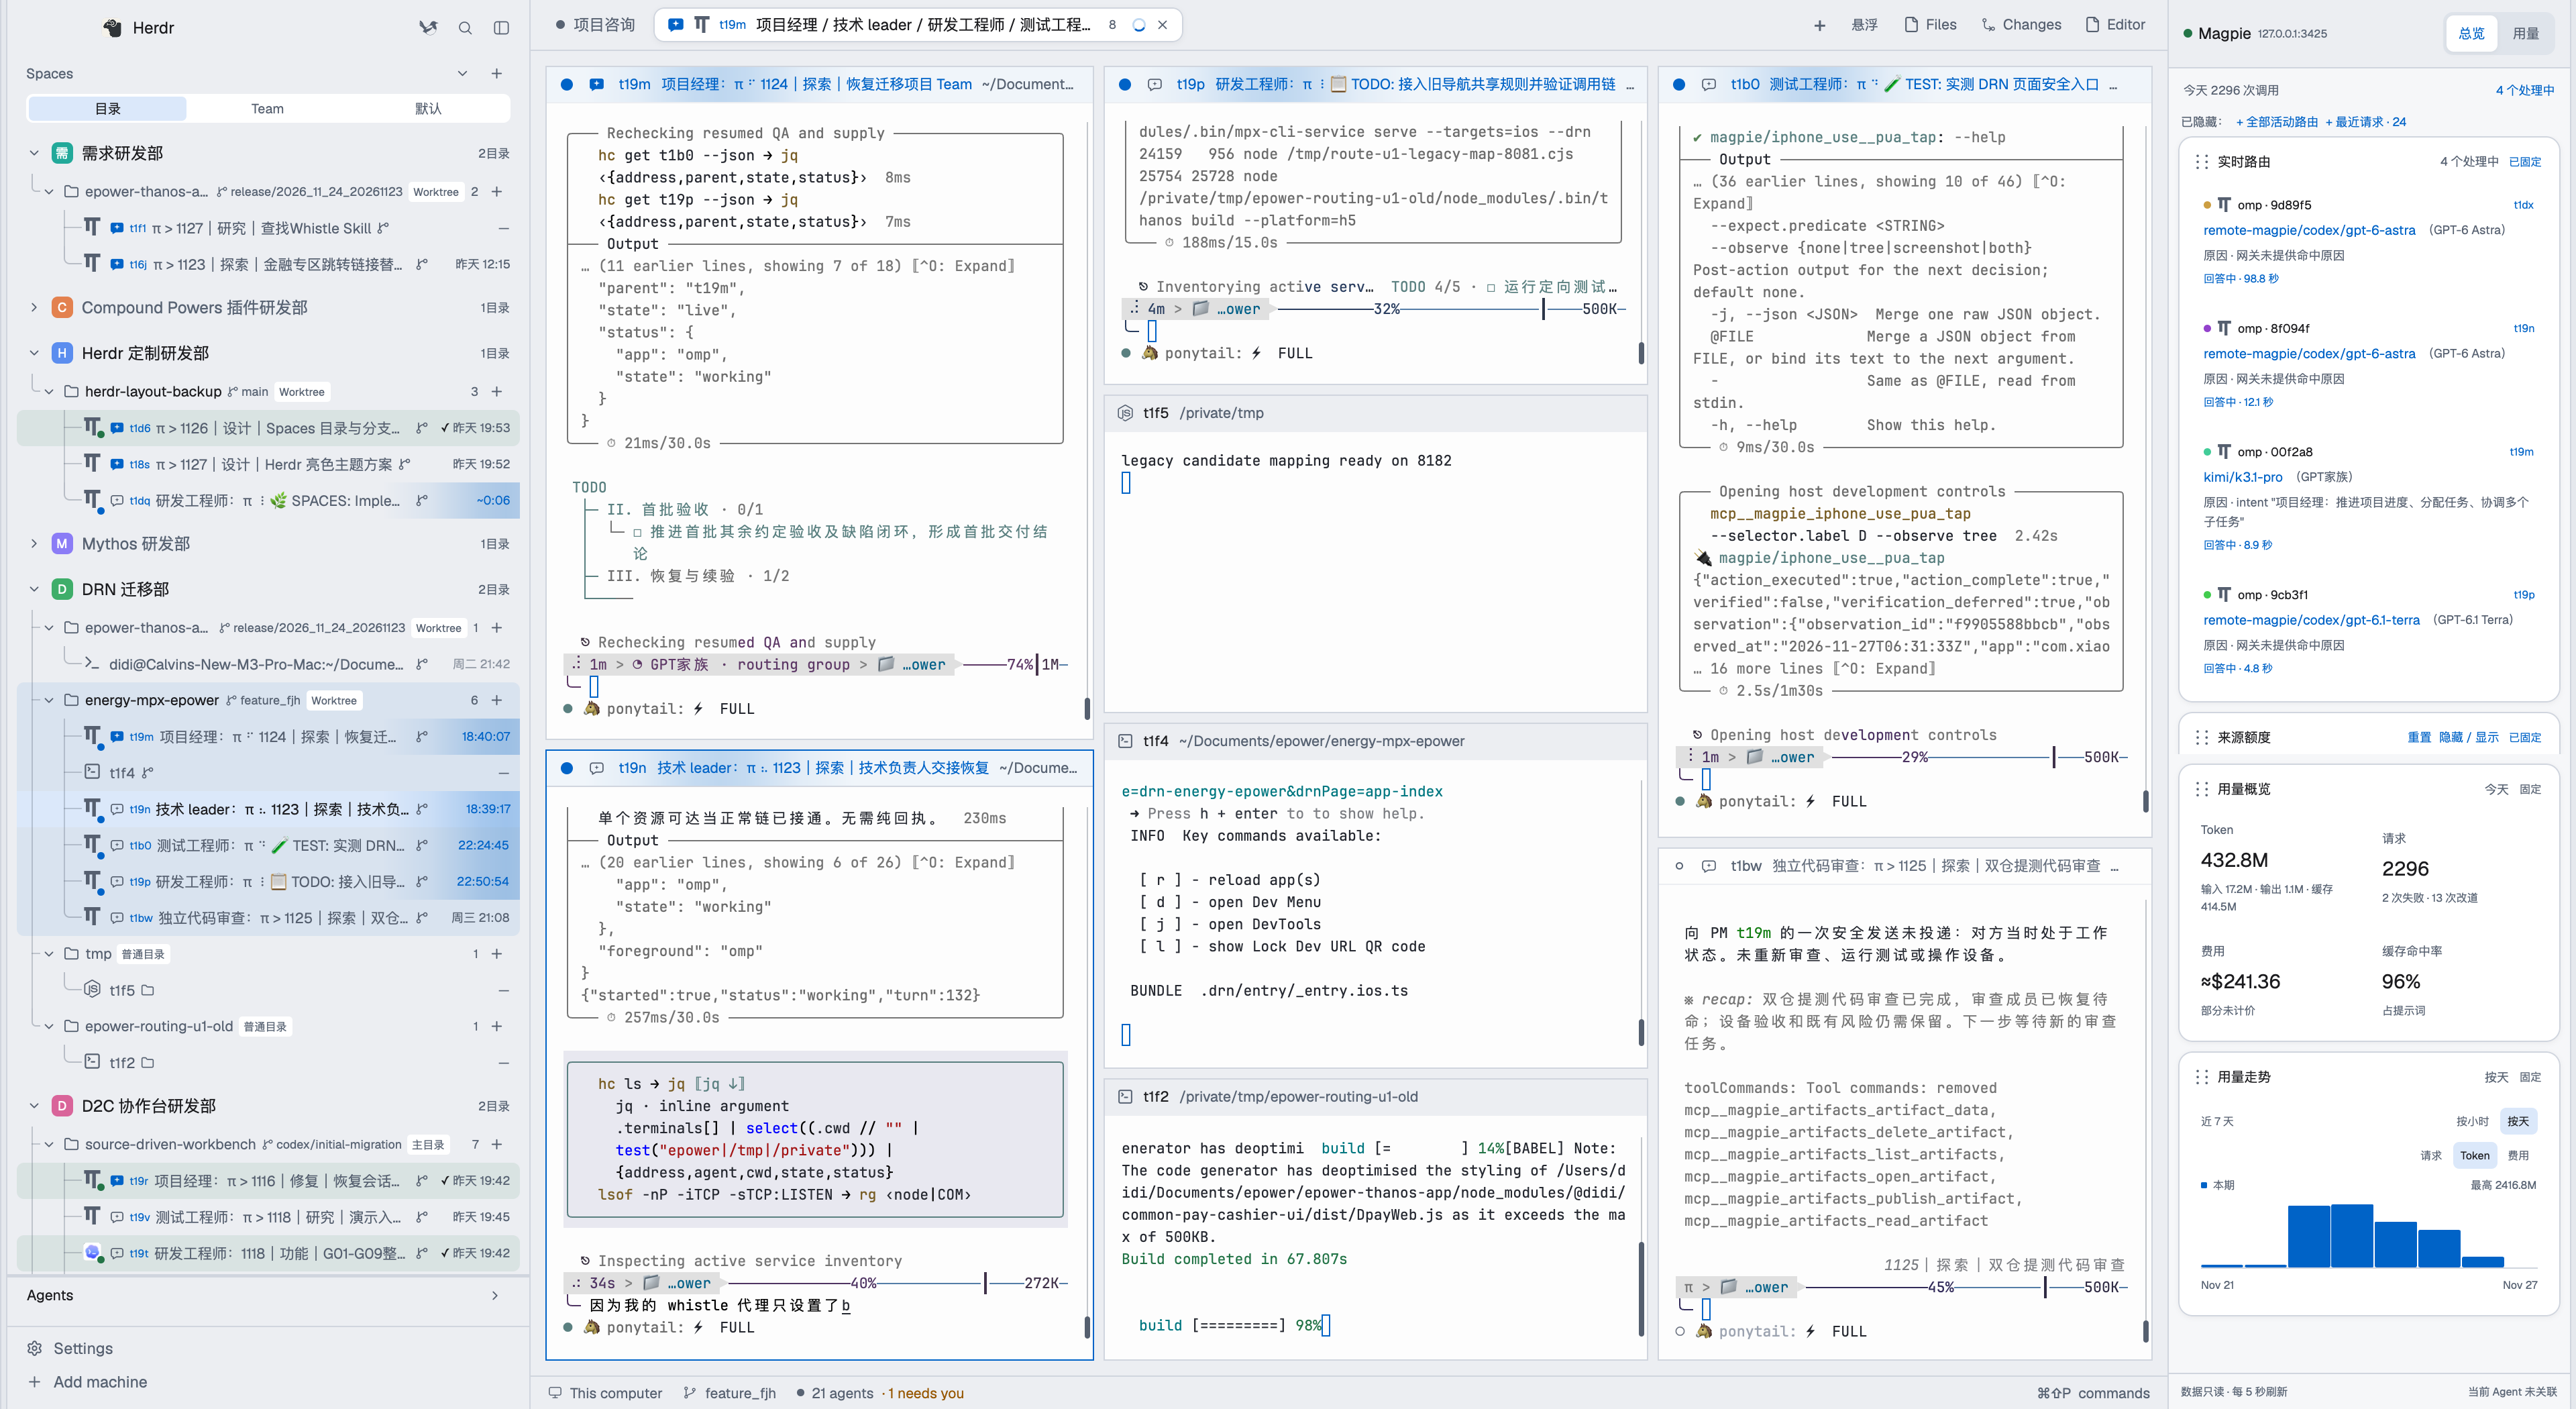 Herdr
Spaces
目录
Team
默认
需求研发部
2目录
epower-thanos-a... release/2026_11_24_20261123 Worktree 2 +
t1f1 π > 1127 | 研究 | 查找Whistle Skill —
t16j π > 1123 | 探索 | 金融专区跳转链接替... 昨天 12:15
C Compound Powers 插件研发部 1目录
H Herdr 定制研发部 1目录
herdr-layout-backup main Worktree 3 +
t1d6 π > 1126 | 设计 | Spaces 目录与分支... ✓ 昨天 19:53
t18s π > 1127 | 设计 | Herdr 亮色主题方案 昨天 19:52
t1dq 研发工程师：π ⋮ 🌿 SPACES: Imple... ~0:06
M Mythos 研发部 1目录
D DRN 迁移部 2目录
epower-thanos-a... release/2026_11_24_20261123 Worktree 1 +
didi@Calvins-New-M3-Pro-Mac:~/Docume... 周二 21:42
energy-mpx-epower feature_fjh Worktree 6 +
t19m 项目经理：π 1124 | 探索 | 恢复迁... 18:40:07
t1f4 —
t19n 技术 leader：π 1123 | 探索 | 技术负... 18:39:17
t1b0 测试工程师：π 🧪 TEST: 实测 DRN... 22:24:45
t19p 研发工程师：π ⋮ 📋 TODO: 接入旧导... 22:50:54
t1bw 独立代码审查：π > 1125 | 探索 | 双仓... 周三 21:08
tmp 普通目录 1 +
t1f5 —
epower-routing-u1-old 普通目录 1 +
t1f2 —
D D2C 协作台研发部 2目录
source-driven-workbench codex/initial-migration 主目录 7 +
t19r 项目经理：π > 1116 | 修复 | 恢复会话... ✓ 昨天 19:42
t19v 测试工程师：π > 1118 | 研究 | 演示入... 昨天 19:45
t19t 研发工程师：1118 | 功能 | G01-G09整... ✓ 昨天 19:42
Agents
Settings
+ Add machine
项目咨询
t19m 项目经理 / 技术 leader / 研发工程师 / 测试工程... 8 ×
+ 悬浮 Files Changes Editor
t19m 项目经理：π 1124 | 探索 | 恢复迁移项目 Team ~/Document...
Rechecking resumed QA and supply
hc get t1b0 --json → jq
‹{address,parent,state,status}› 8ms
hc get t19p --json → jq
‹{address,parent,state,status}› 7ms
Output
… (11 earlier lines, showing 7 of 18) ⟦^O: Expand⟧
"parent": "t19m",
"state": "live",
"status": {
"app": "omp",
"state": "working"
}
}
21ms/30.0s
TODO
II. 首批验收 · 0/1
□ 推进首批其余约定验收及缺陷闭环，形成首批交付结
论
III. 恢复与续验 · 1/2
Rechecking resumed QA and supply
1m > GPT家族 · routing group > …ower 74% 1M
ponytail: ⚡ FULL
t19n 技术 leader：π 1123 | 探索 | 技术负责人交接恢复 ~/Docume...
单个资源可达当正常链已接通。无需纯回执。 230ms
Output
… (20 earlier lines, showing 6 of 26) ⟦^O: Expand⟧
"app": "omp",
"state": "working"
},
"foreground": "omp"
}
{"started":true,"status":"working","turn":132}
257ms/30.0s
hc ls → jq ⟦jq ↓⟧
jq · inline argument
.terminals[] | select((.cwd // "" |
test("epower|/tmp|/private"))) |
{address,agent,cwd,state,status}
lsof -nP -iTCP -sTCP:LISTEN → rg ‹node|COM›
Inspecting active service inventory
34s > …ower 40% 272K
因为我的 whistle 代理只设置了b
ponytail: ⚡ FULL
t19p 研发工程师：π ⋮ 📋 TODO: 接入旧导航共享规则并验证调用链 ...
dules/.bin/mpx-cli-service serve --targets=ios --drn
24159 956 node /tmp/route-u1-legacy-map-8081.cjs
25754 25728 node
/private/tmp/epower-routing-u1-old/node_modules/.bin/t
hanos build --platform=h5
188ms/15.0s
Inventorying active serv… TODO 4/5 · □ 运行定向测试…
4m > …ower 32% 500K
ponytail: ⚡ FULL
t1f5 /private/tmp
legacy candidate mapping ready on 8182
t1f4 ~/Documents/epower/energy-mpx-epower
e=drn-energy-epower&drnPage=app-index
➜ Press h + enter to to show help.
INFO Key commands available:
[ r ] - reload app(s)
[ d ] - open Dev Menu
[ j ] - open DevTools
[ l ] - show Lock Dev URL QR code
BUNDLE .drn/entry/_entry.ios.ts
t1f2 /private/tmp/epower-routing-u1-old
enerator has deoptimi build [= ] 14%[BABEL] Note:
The code generator has deoptimised the styling of /Users/d
idi/Documents/epower/epower-thanos-app/node_modules/@didi/
common-pay-cashier-ui/dist/DpayWeb.js as it exceeds the ma
x of 500KB.
Build completed in 67.807s
build [=========] 98%
t1b0 测试工程师：π 🧪 TEST: 实测 DRN 页面安全入口 ...
✔ magpie/iphone_use__pua_tap: --help
Output
… (36 earlier lines, showing 10 of 46) ⟦^O:
Expand⟧
--expect.predicate <STRING>
--observe {none|tree|screenshot|both}
Post-action output for the next decision;
default none.
-j, --json <JSON> Merge one raw JSON object.
@FILE Merge a JSON object from
FILE, or bind its text to the next argument.
- Same as @FILE, read from
stdin.
-h, --help Show this help.
9ms/30.0s
Opening host development controls
mcp__magpie_iphone_use_pua_tap
--selector.label D --observe tree 2.42s
🔌 magpie/iphone_use__pua_tap
{"action_executed":true,"action_complete":true,"
verified":false,"verification_deferred":true,"ob
servation":{"observation_id":"f9905588bbcb","obs
erved_at":"2026-11-27T06:31:33Z","app":"com.xiao
… 16 more lines ⟦^O: Expand⟧
2.5s/1m30s
Opening host development controls
1m > …ower 29% 500K
ponytail: ⚡ FULL
t1bw 独立代码审查：π > 1125 | 探索 | 双仓提测代码审查 ...
向 PM t19m 的一次安全发送未投递：对方当时处于工作
状态。未重新审查、运行测试或操作设备。
※ recap: 双仓提测代码审查已完成，审查成员已恢复待
命；设备验收和既有风险仍需保留。下一步等待新的审查
任务。
toolCommands: Tool commands: removed
mcp__magpie_artifacts_artifact_data,
mcp__magpie_artifacts_delete_artifact,
mcp__magpie_artifacts_list_artifacts,
mcp__magpie_artifacts_open_artifact,
mcp__magpie_artifacts_publish_artifact,
mcp__magpie_artifacts_read_artifact
1125 | 探索 | 双仓提测代码审查
π > …ower 45% 500K
ponytail: ⚡ FULL
This computer feature_fjh 21 agents · 1 needs you ⌘⇧P commands
Magpie 127.0.0.1:3425 总览 用量
今天 2296 次调用 4 个处理中
已隐藏： + 全部活动路由 + 最近请求 · 24
实时路由 4 个处理中 已固定
omp · 9d89f5 t1dx
remote-magpie/codex/gpt-6-astra （GPT-6 Astra）
原因 · 网关未提供命中原因
回答中 · 98.8 秒
omp · 8f094f t19n
remote-magpie/codex/gpt-6-astra （GPT-6 Astra）
原因 · 网关未提供命中原因
回答中 · 12.1 秒
omp · 00f2a8 t19m
kimi/k3.1-pro （GPT家族）
原因 · intent "项目经理：推进项目进度、分配任务、协调多个
子任务"
回答中 · 8.9 秒
omp · 9cb3f1 t19p
remote-magpie/codex/gpt-6.1-terra （GPT-6.1 Terra）
原因 · 网关未提供命中原因
回答中 · 4.8 秒
来源额度 重置 隐藏 / 显示 已固定
用量概览 今天 固定
Token
432.8M
输入 17.2M · 输出 1.1M · 缓存
414.5M
请求
2296
2 次失败 · 13 次改道
费用
≈$241.36
部分未计价
缓存命中率
96%
占提示词
用量走势 按天 固定
近 7 天 按小时 按天
请求 Token 费用
本期 最高 2416.8M
Nov 21 Nov 27
数据只读 · 每 5 秒刷新 当前 Agent 未关联